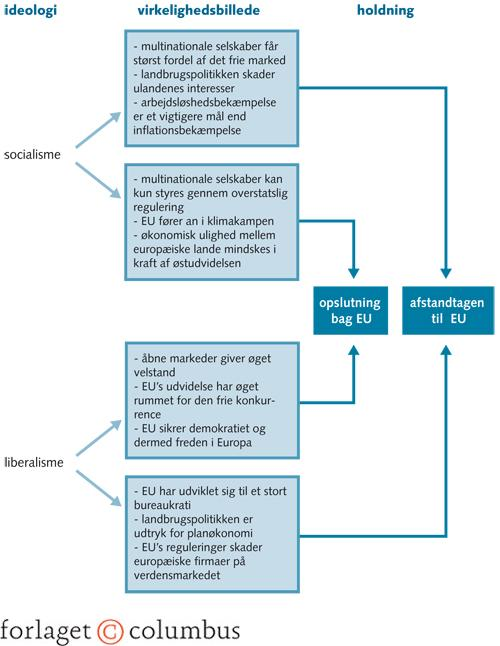 ideologi
virkelighedsbillede
holdning
- multinationale selskaber får
størst fordel af det frie marked
- landbrugspolitikken skader
ulandenes interesser
- arbejdsløshedsbekæmpelse
er et vigtigere mål end
inflationsbekæmpelse
socialisme
- multinationale selskaber kan
kun styres gennem overstatslig
regulering
- EU fører an i klimakampen
- økonomisk ulighed mellem
europæiske lande mindskes i
kraft af østudvidelsen
opslutning
bag EU
afstandtagen
til EU
- åbne markeder giver øget
velstand
- EU's udvidelse har øget
rummet for den frie konkur-
rence
- EU sikrer demokratiet og
dermed freden i Europa
liberalisme
- EU har udviklet sig til et stort
bureaukrati
- landbrugspolitikken er
udtryk for planøkonomi
- EU's reguleringer skader
europæiske firmaer på
verdensmarkedet
forlaget © columbus